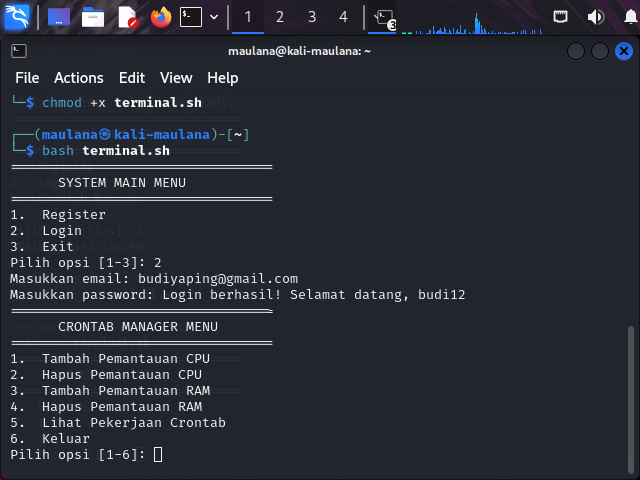 1 2 3 4
maulana@kali-maulana: ~
File Actions Edit View Help
└─$ chmod +x terminal.sh
┌──(maulana㉿kali-maulana)-[~]
└─$ bash terminal.sh
═════════════════════════════════
SYSTEM MAIN MENU
═════════════════════════════════
1. Register
2. Login
3. Exit
Pilih opsi [1-3]: 2
Masukkan email: budiyaping@gmail.com
Masukkan password: Login berhasil! Selamat datang, budi12
═════════════════════════════════
CRONTAB MANAGER MENU
═════════════════════════════════
1. Tambah Pemantauan CPU
2. Hapus Pemantauan CPU
3. Tambah Pemantauan RAM
4. Hapus Pemantauan RAM
5. Lihat Pekerjaan Crontab
6. Keluar
Pilih opsi [1-6]: